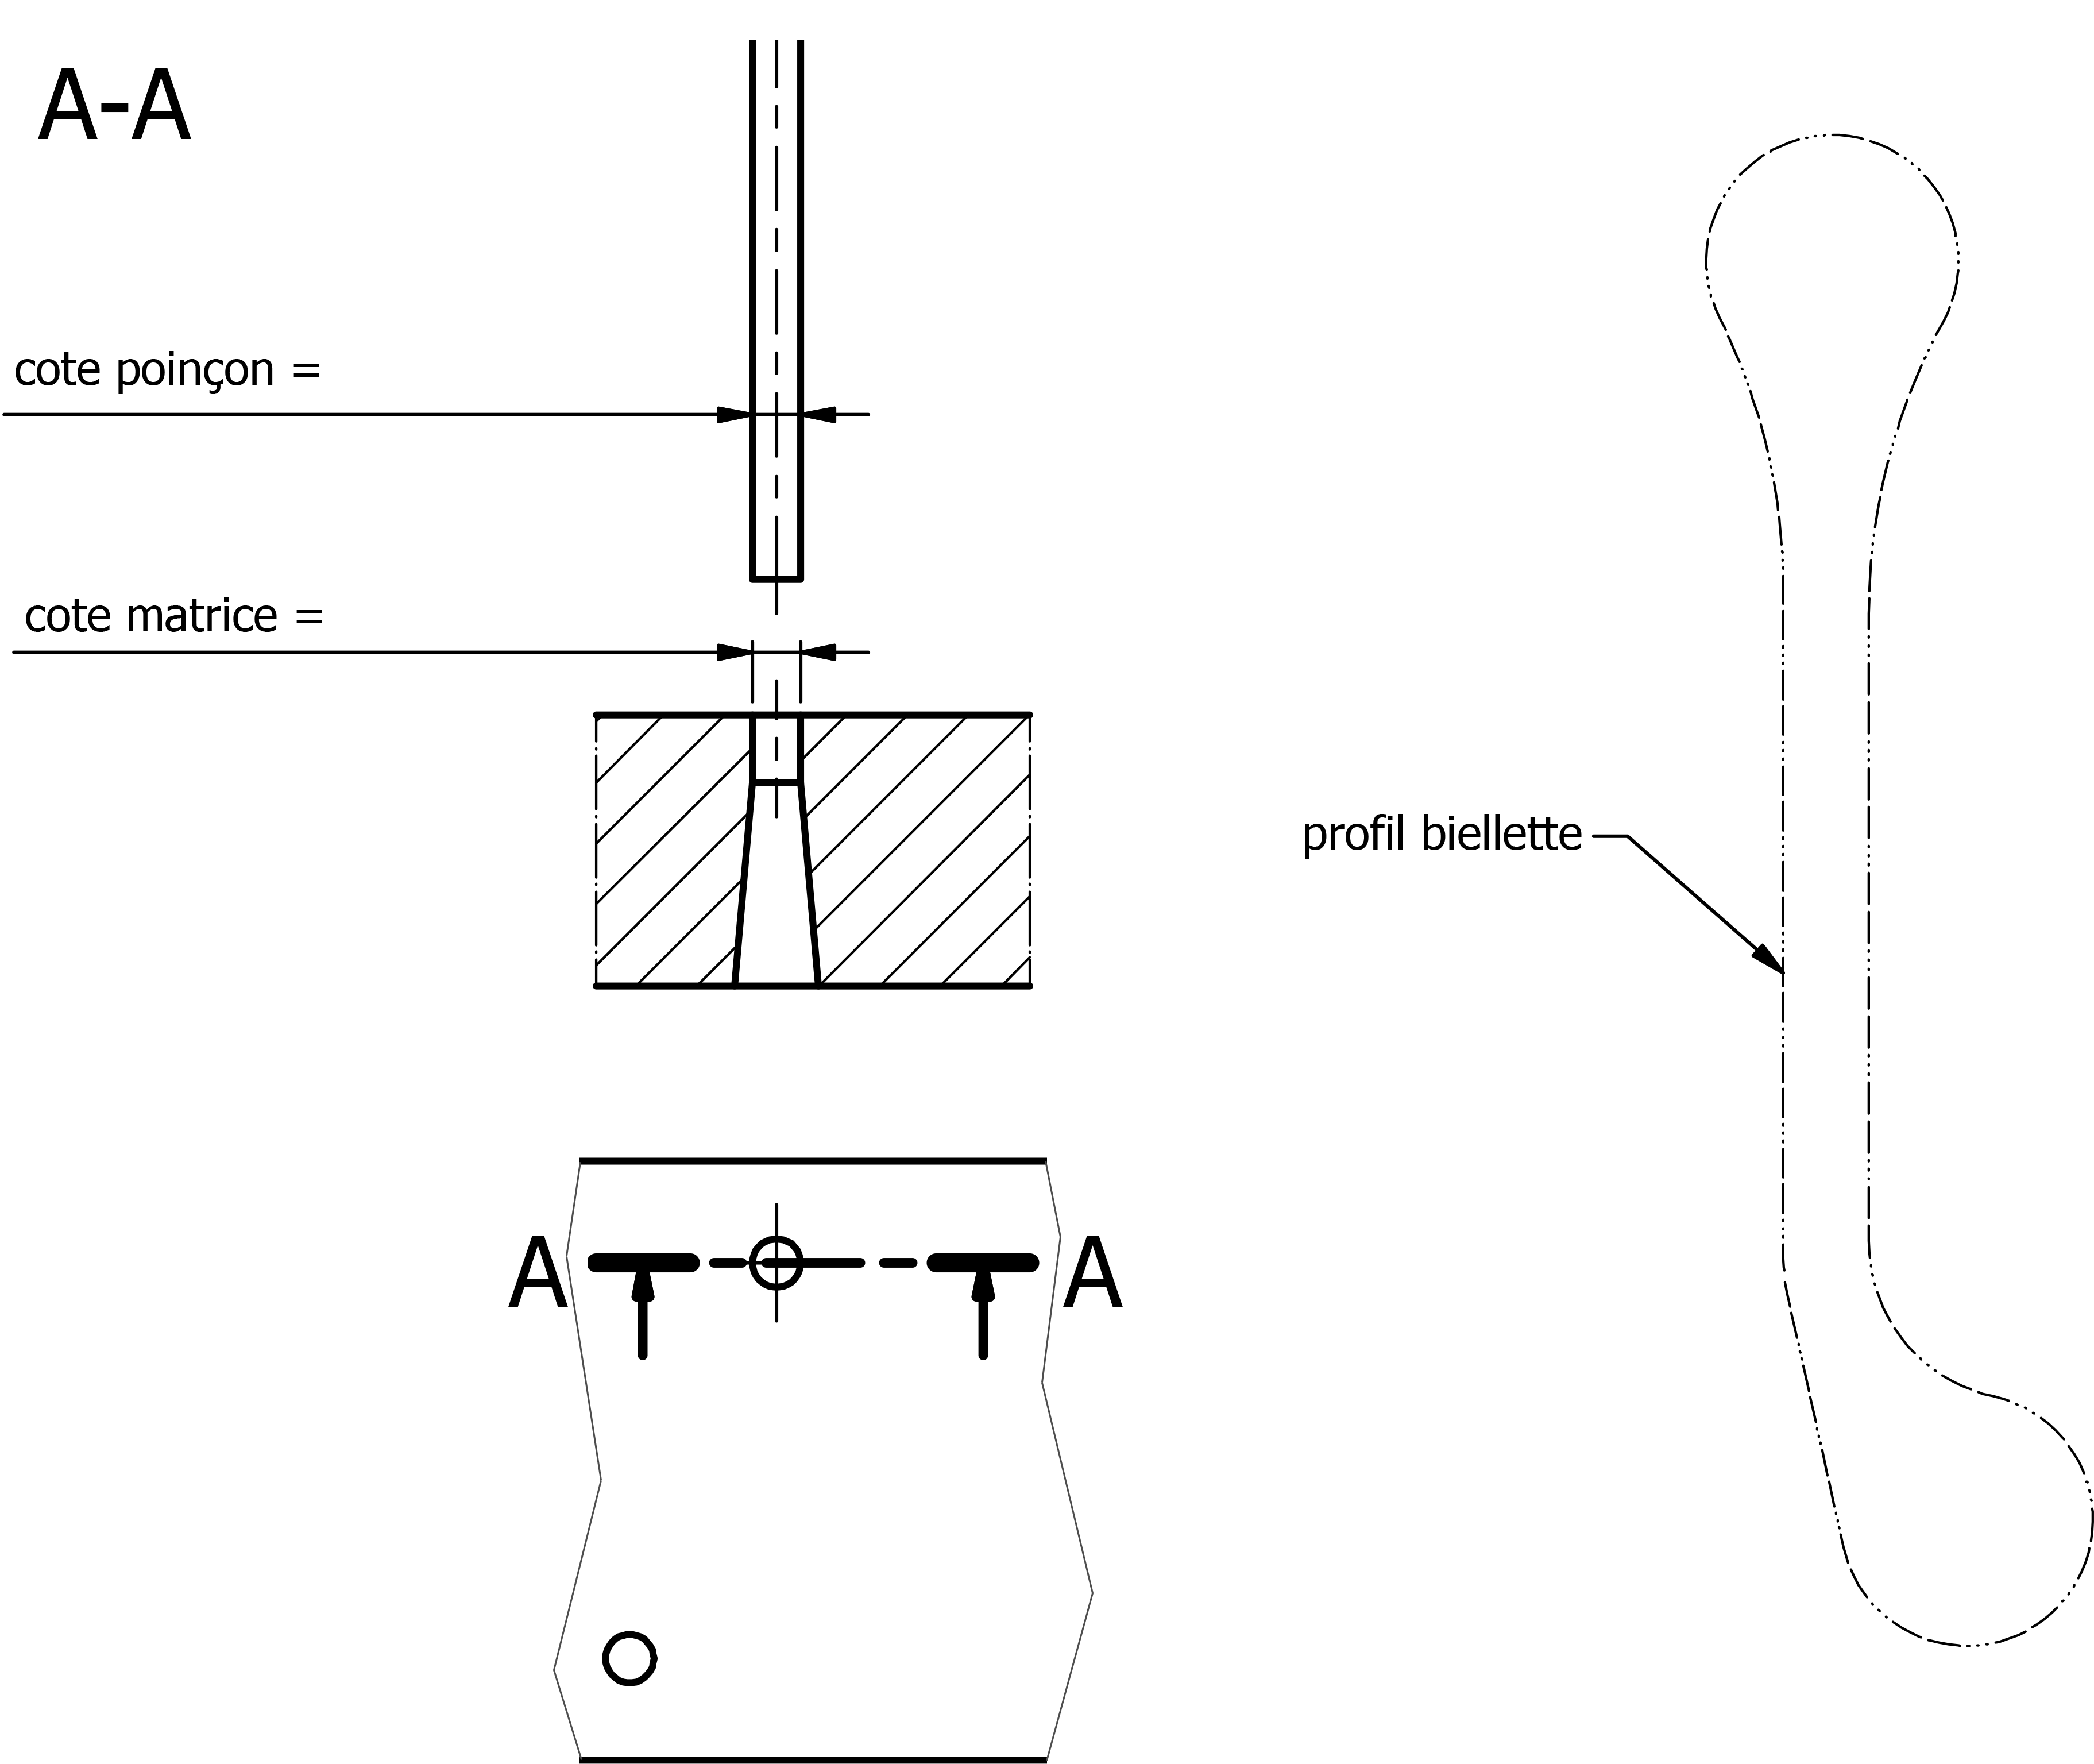 A-A
cote poinçon =
cote matrice =
profil biellette
A A